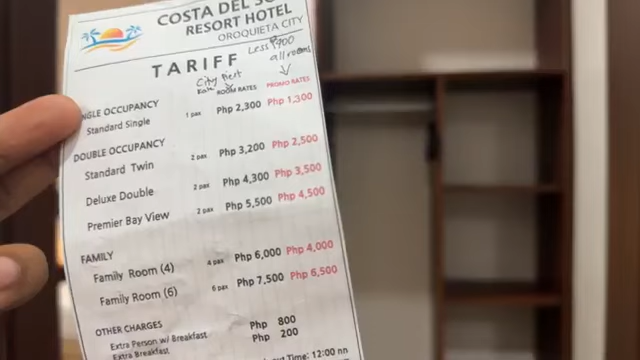 COSTA DEL
RESORT HOTEL
OROQUIETA CITY
Less ₱700
all rooms
TARIFF
City
ROOM RATES PROMO RATES
OCCUPANCY
Standard Single 1 pax Php 2,300 Php 1,300
DOUBLE OCCUPANCY
Standard Twin 2 pax Php 3,200 Php 2,500
Deluxe Double 2 pax Php 4,300 Php 3,500
Premier Bay View 2 pax Php 5,500 Php 4,500
FAMILY
Family Room (4) 4 pax Php 6,000 Php 4,000
Family Room (6) 6 pax Php 7,500 Php 6,500
OTHER CHARGES
Extra Person w/ Breakfast Php 800
Extra Breakfast Php 200
Time: 12:00 nn